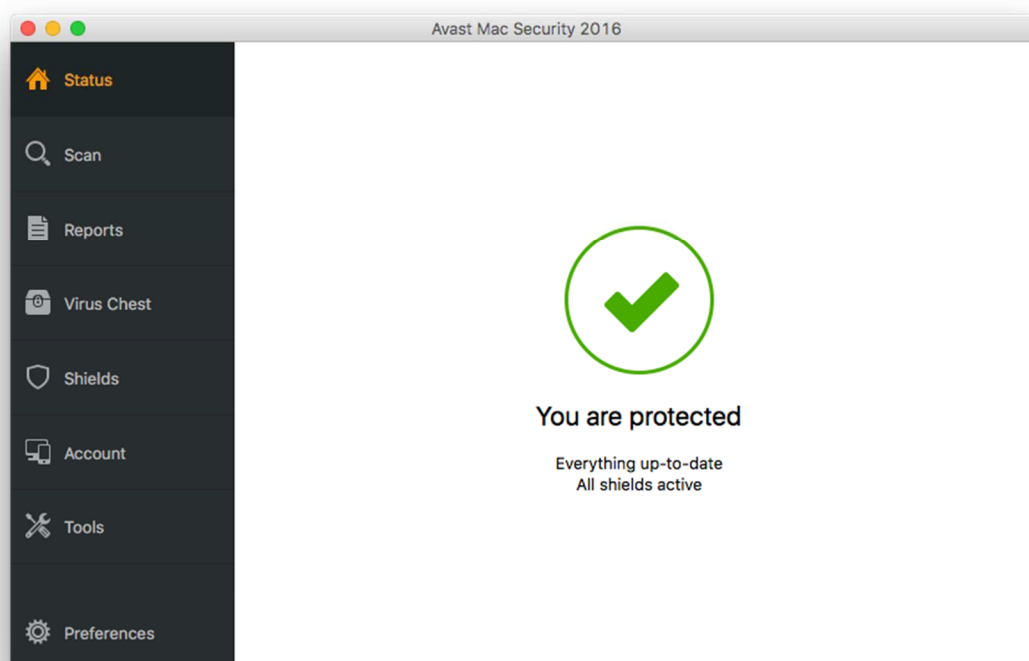 Avast Mac Security 2016
Status
Scan
Reports
Virus Chest
Shields
Account
Tools
Preferences
You are protected
Everything up-to-date
All shields active